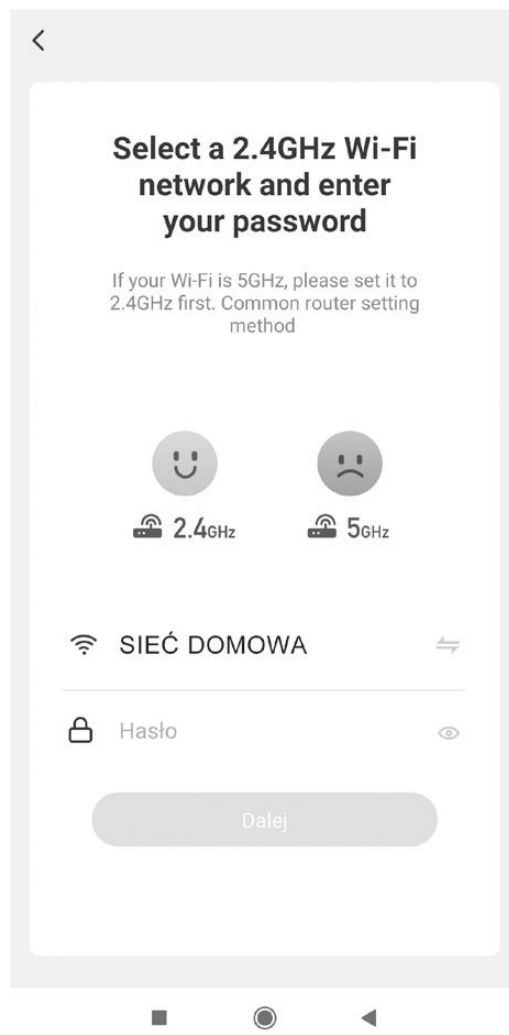 Select a 2.4GHz Wi-Fi
network and enter
your password
If your Wi-Fi is 5GHz, please set it to
2.4GHz first. Common router setting
method
2.4GHz 5GHz
SIEĆ DOMOWA
Hasło
Dalej